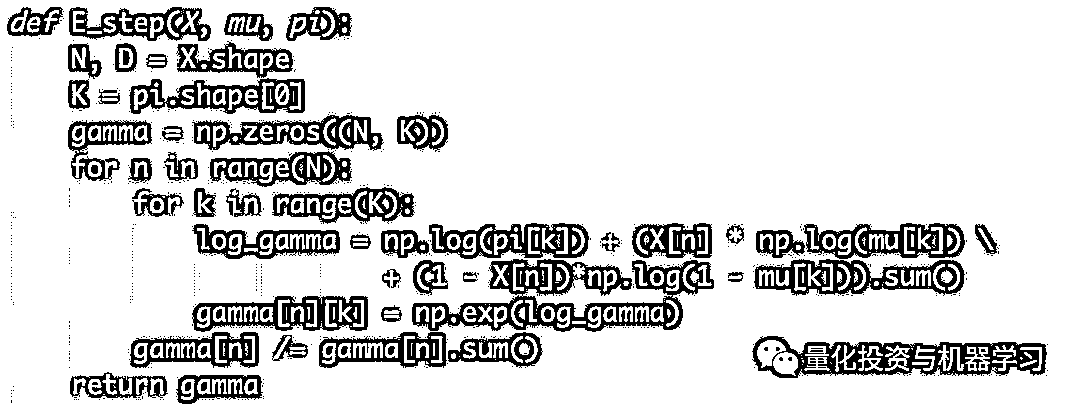 def E_step(X, mu, pi):
    N, D = X.shape
    K = pi.shape[0]
    gamma = np.zeros((N, K))
    for n in range(N):
        for k in range(K):
            log_gamma = np.log(pi[k]) + (X[n] * np.log(mu[k]) \
                        + (1 - X[n])*np.log(1 - mu[k])).sum()
            gamma[n][k] = np.exp(log_gamma)
        gamma[n] /= gamma[n].sum()
量化投资与机器学习
    return gamma